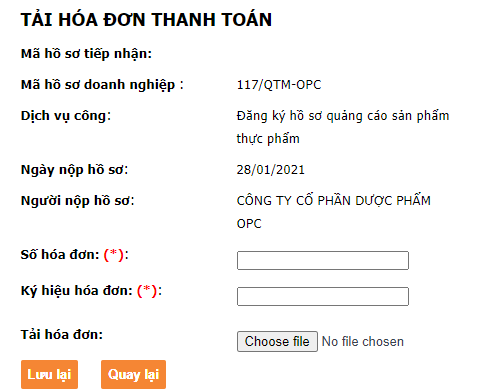 TẢI HÓA ĐƠN THANH TOÁN
Mã hồ sơ tiếp nhận:
Mã hồ sơ doanh nghiệp : 117/QTM-OPC
Dịch vụ công: Đăng ký hồ sơ quảng cáo sản phẩm
thực phẩm
Ngày nộp hồ sơ: 28/01/2021
Người nộp hồ sơ: CÔNG TY CỔ PHẦN DƯỢC PHẨM
OPC
Số hóa đơn: (*):
Ký hiệu hóa đơn: (*):
Tải hóa đơn: Choose file No file chosen
Lưu lại Quay lại